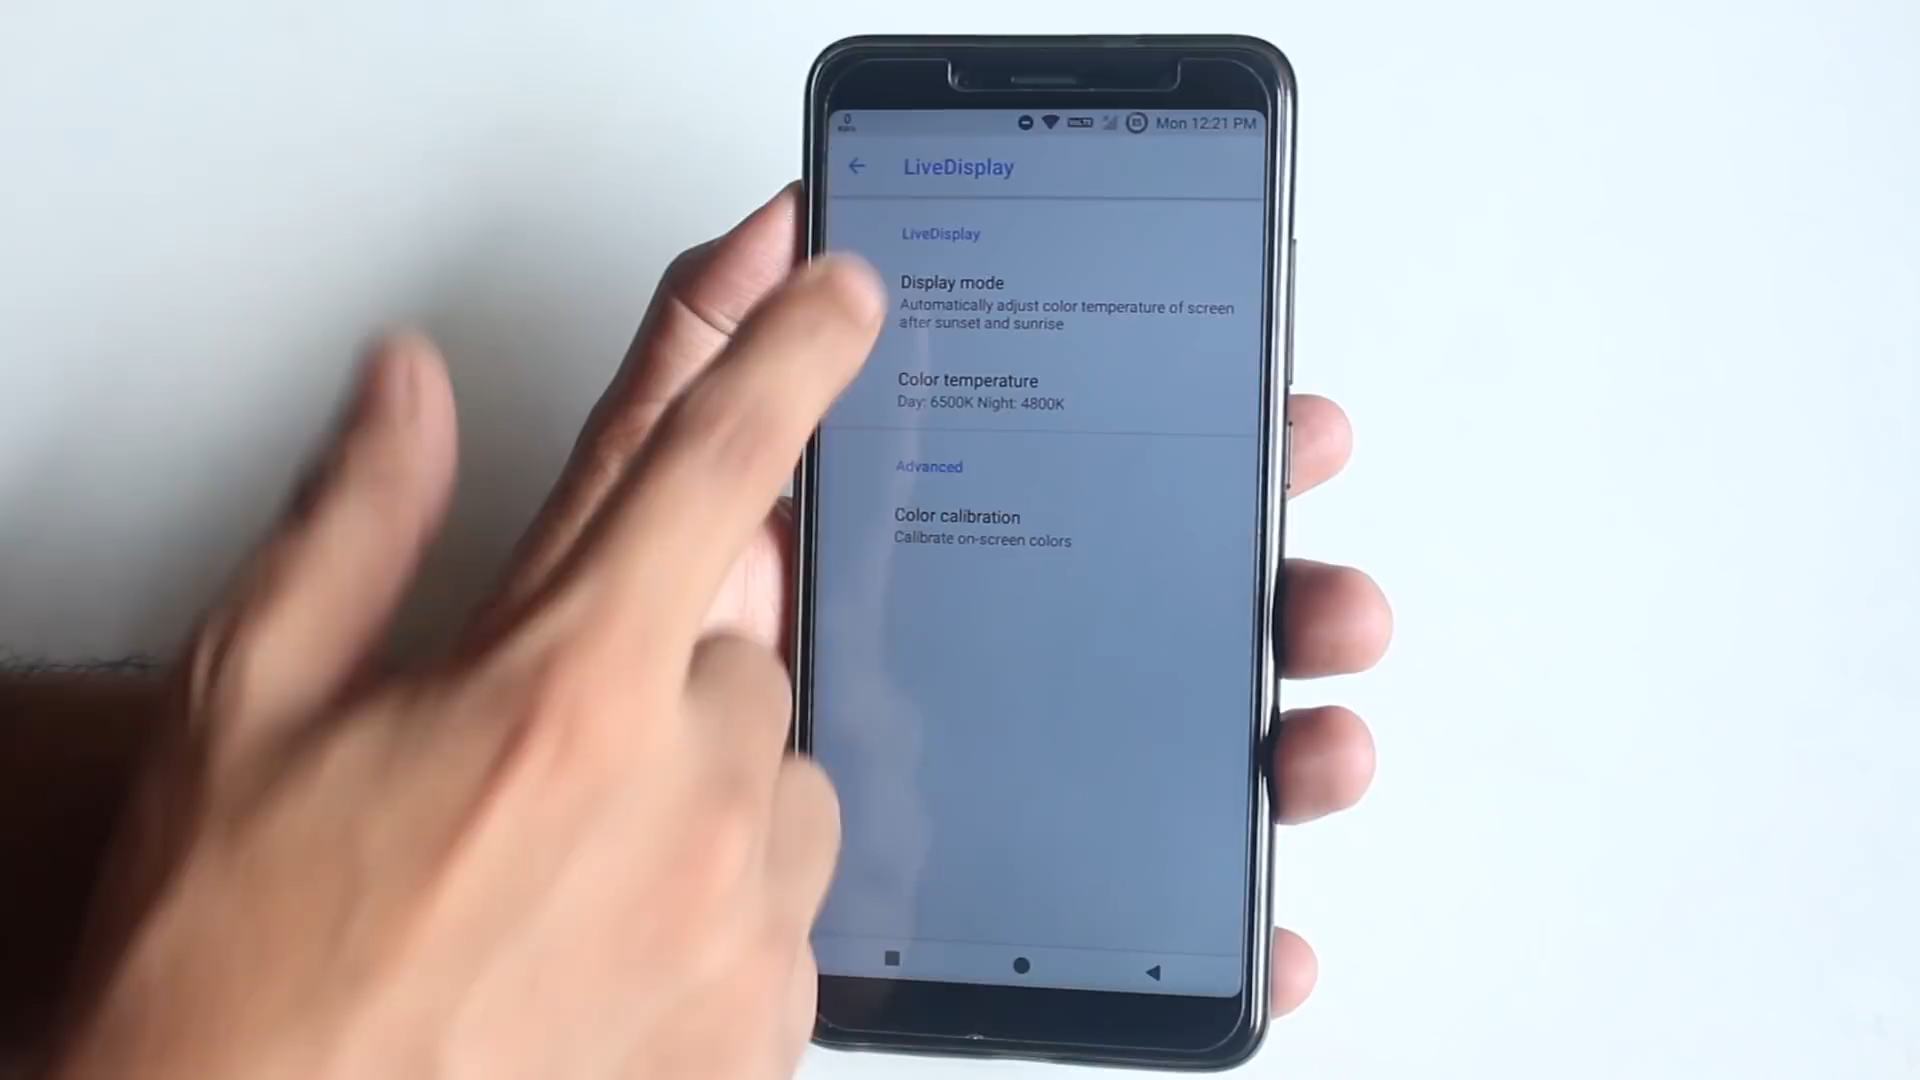 0
Mon 12:21 PM
LiveDisplay
LiveDisplay
Display mode
Automatically adjust color temperature of screen
after sunset and sunrise
Color temperature
Day: 6500K Night: 4800K
Advanced
Color calibration
Calibrate on-screen colors